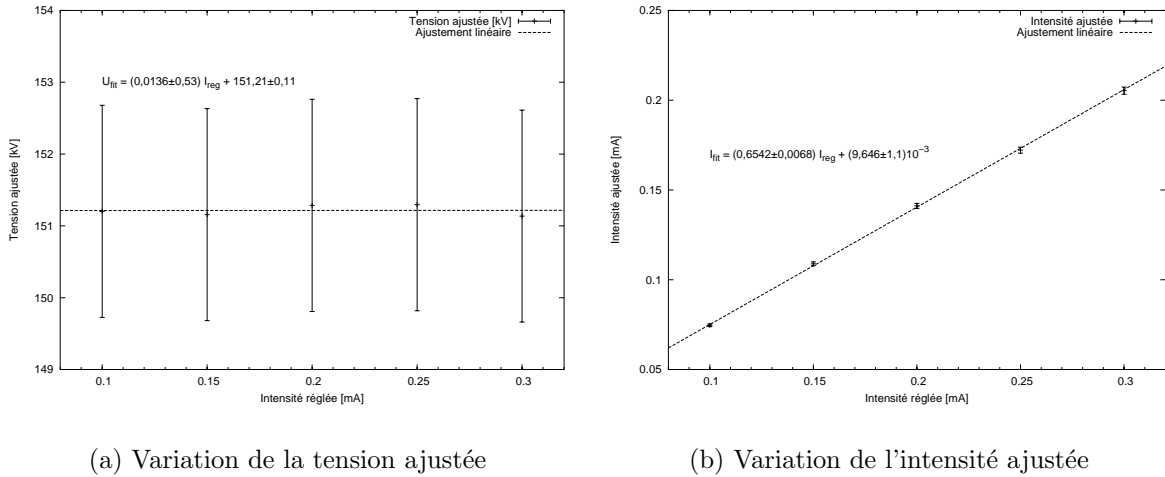 Tension ajustée [kV]
Ajustement linéaire
U_fit = (0,0136±0,53) I_reg + 151,21±0,11
154
153
152
151
150
149
Tension ajustée [kV]
0.1 0.15 0.2 0.25 0.3
Intensité réglée [mA]
(a) Variation de la tension ajustée
Intensité ajustée
Ajustement linéaire
I_fit = (0,6542±0,0068) I_reg + (9,646±1,1)10^−3
0.25
0.2
0.15
0.1
0.05
Intensité ajustée [mA]
0.1 0.15 0.2 0.25 0.3
Intensité réglée [mA]
(b) Variation de l'intensité ajustée